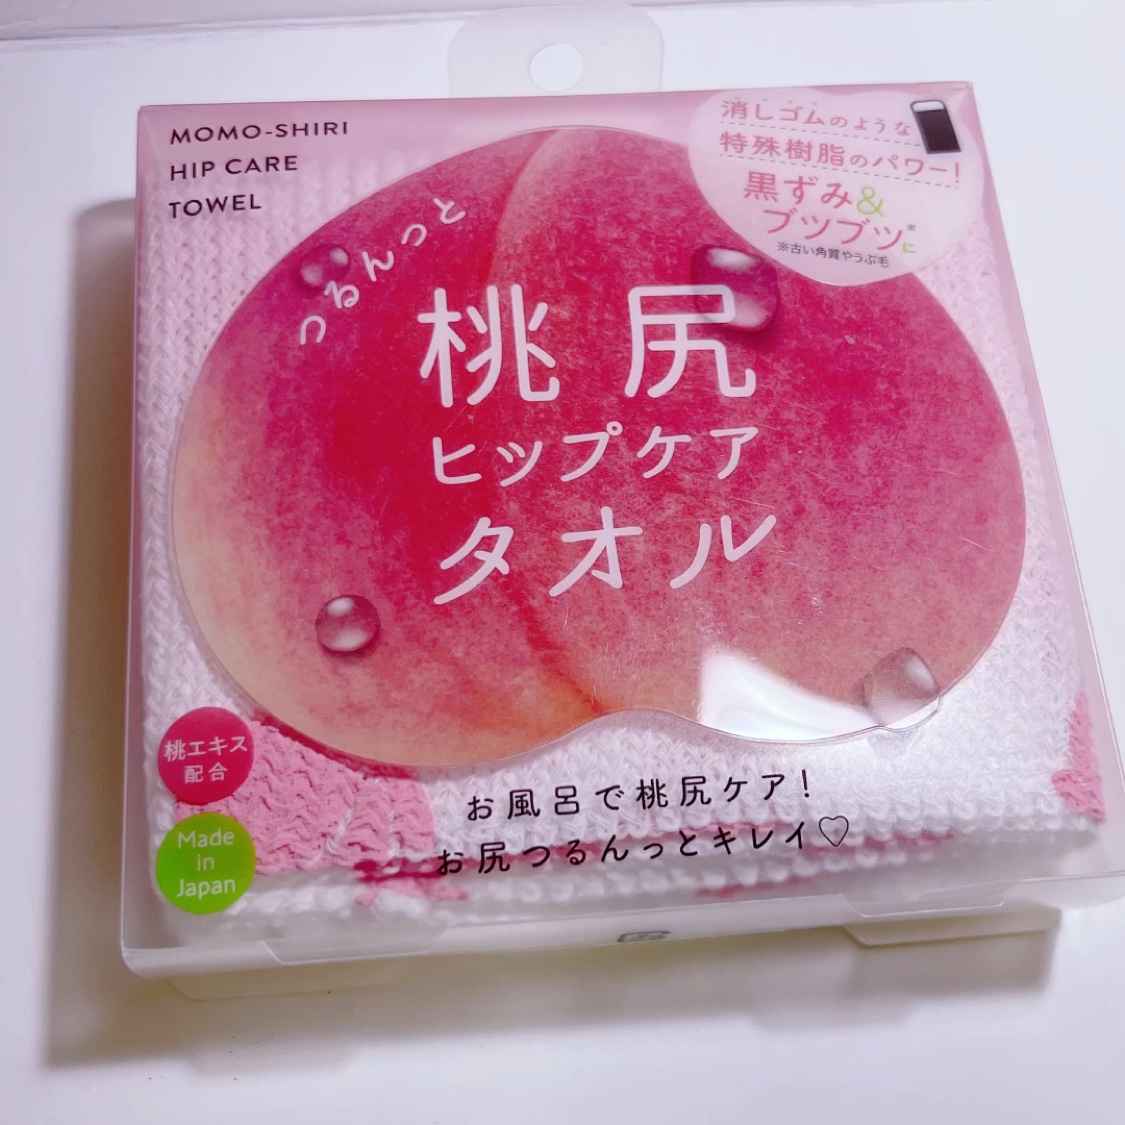 MOMO-SHIRI
HIP CARE
TOWEL
消しゴムのような
特殊樹脂のパワー!
黒ずみ&
ブツブツ※に
※古い角質やうぶ毛
つるんっと
桃尻
ヒップケア
タオル
桃エキス
配合
Made
in
Japan
お風呂で桃尻ケア!
お尻つるんっとキレイ♡